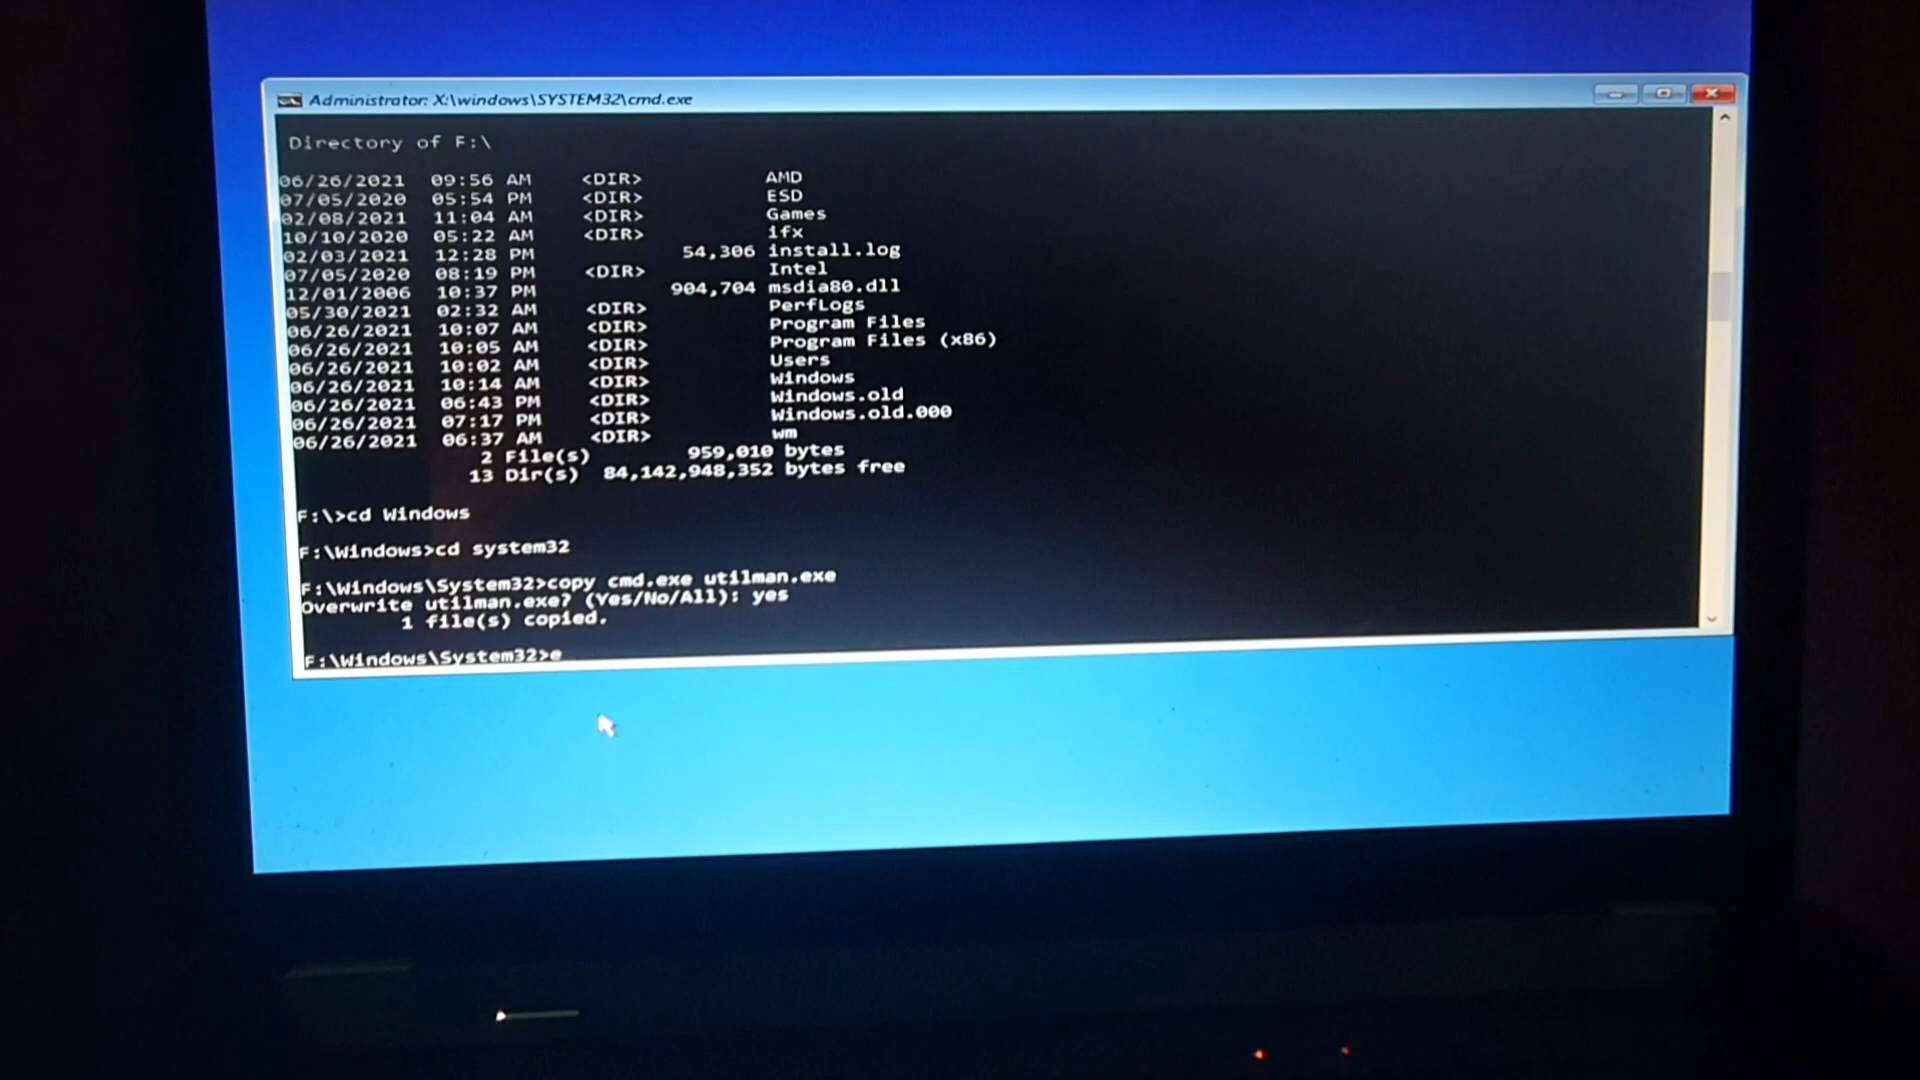 Administrator: X:\windows\SYSTEM32\cmd.exe
Directory of F:\
06/26/2021 09:56 AM <DIR> AMD
07/05/2020 05:54 PM <DIR> ESD
02/08/2021 11:04 AM <DIR> Games
10/10/2020 05:22 AM <DIR> ifx
02/03/2021 12:28 PM 54,306 install.log
07/05/2020 08:19 PM <DIR> Intel
12/01/2006 10:37 PM 904,704 msdia80.dll
05/30/2021 02:32 AM <DIR> PerfLogs
06/26/2021 10:07 AM <DIR> Program Files
06/26/2021 10:05 AM <DIR> Program Files (x86)
06/26/2021 10:02 AM <DIR> Users
06/26/2021 10:14 AM <DIR> Windows
06/26/2021 06:43 PM <DIR> Windows.old
06/26/2021 07:17 PM <DIR> Windows.old.000
06/26/2021 06:37 AM <DIR> wm
2 File(s) 959,010 bytes
13 Dir(s) 84,142,948,352 bytes free
F:\>cd Windows
F:\Windows>cd system32
F:\Windows\System32>copy cmd.exe utilman.exe
Overwrite utilman.exe? (Yes/No/All): yes
1 file(s) copied.
F:\Windows\System32>e